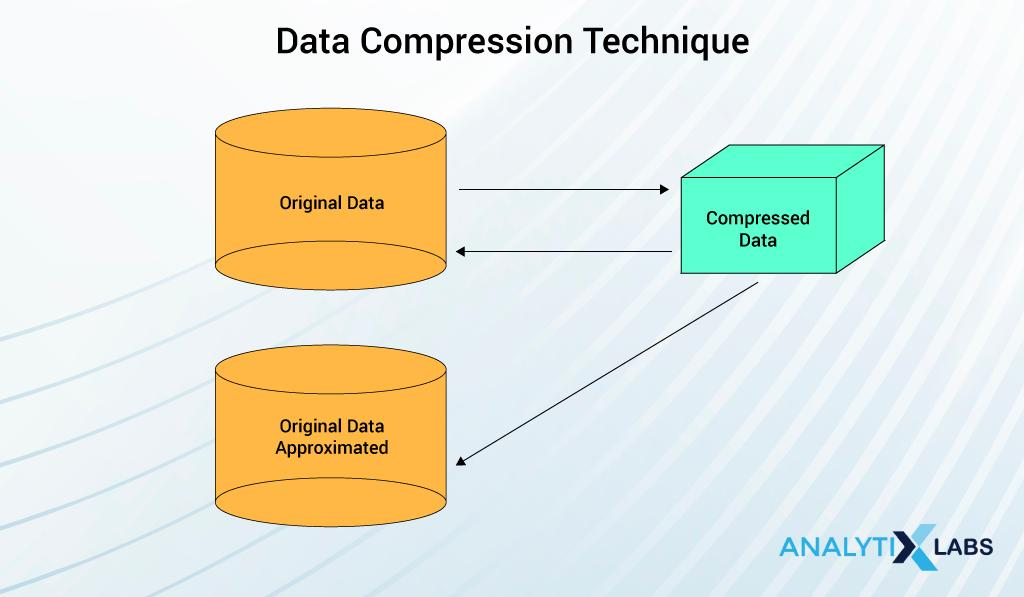 Data Compression Technique
Original Data
Compressed
Data
Original Data
Approximated
ANALYTIX LABS